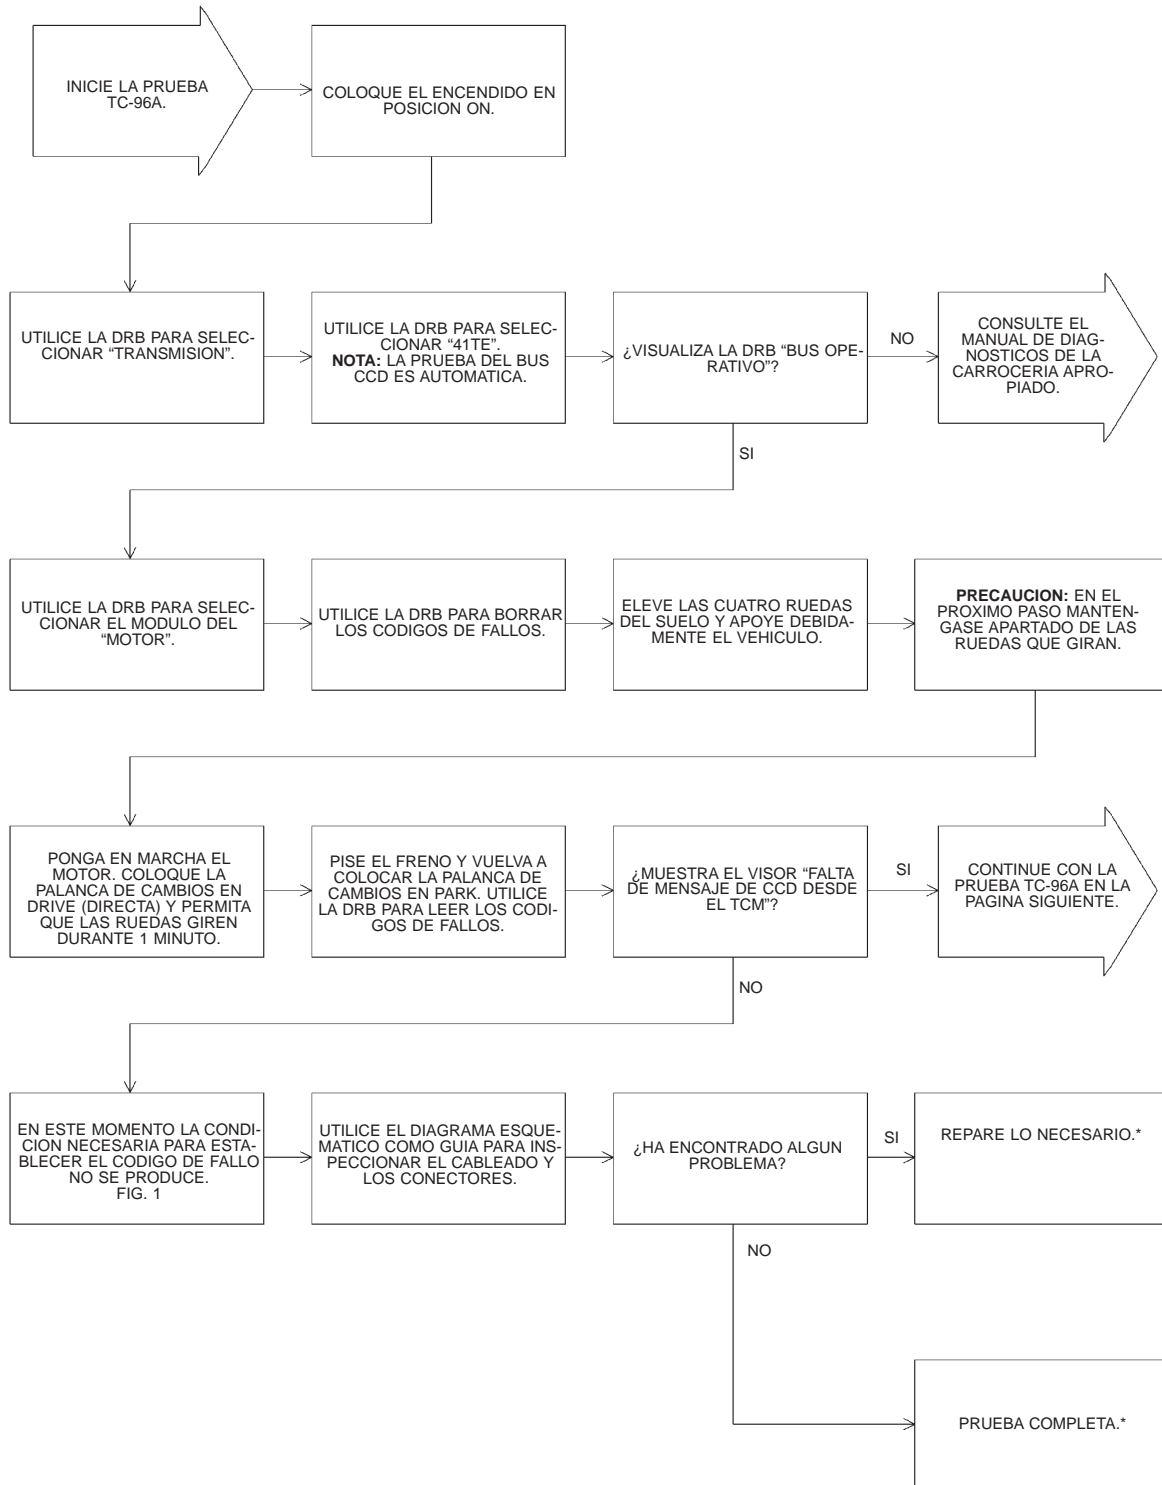 INICIE LA PRUEBA
TC-96A.
COLOQUE EL ENCENDIDO EN
POSICION ON.
UTILICE LA DRB PARA SELEC-
CIONAR “TRANSMISION”.
UTILICE LA DRB PARA SELEC-
CIONAR “41TE”.
NOTA: LA PRUEBA DEL BUS
CCD ES AUTOMATICA.
¿VISUALIZA LA DRB “BUS OPE-
RATIVO”?
NO
CONSULTE EL
MANUAL DE DIAG-
NOSTICOS DE LA
CARROCERIA APRO-
PIADO.
SI
UTILICE LA DRB PARA SELEC-
CIONAR EL MODULO DEL
“MOTOR”.
UTILICE LA DRB PARA BORRAR
LOS CODIGOS DE FALLOS.
ELEVE LAS CUATRO RUEDAS
DEL SUELO Y APOYE DEBIDA-
MENTE EL VEHICULO.
PRECAUCION: EN EL
PROXIMO PASO MANTEN-
GASE APARTADO DE LAS
RUEDAS QUE GIRAN.
PONGA EN MARCHA EL
MOTOR. COLOQUE LA
PALANCA DE CAMBIOS EN
DRIVE (DIRECTA) Y PERMITA
QUE LAS RUEDAS GIREN
DURANTE 1 MINUTO.
PISE EL FRENO Y VUELVA A
COLOCAR LA PALANCA DE
CAMBIOS EN PARK. UTILICE
LA DRB PARA LEER LOS CODI-
GOS DE FALLOS.
¿MUESTRA EL VISOR “FALTA
DE MENSAJE DE CCD DESDE
EL TCM”?
SI
CONTINUE CON LA
PRUEBA TC-96A EN LA
PAGINA SIGUIENTE.
NO
EN ESTE MOMENTO LA CONDI-
CION NECESARIA PARA ESTA-
BLECER EL CODIGO DE FALLO
NO SE PRODUCE.
FIG. 1
UTILICE EL DIAGRAMA ESQUE-
MATICO COMO GUIA PARA INS-
PECCIONAR EL CABLEADO Y
LOS CONECTORES.
¿HA ENCONTRADO ALGUN
PROBLEMA?
SI
REPARE LO NECESARIO.*
NO
PRUEBA COMPLETA.*